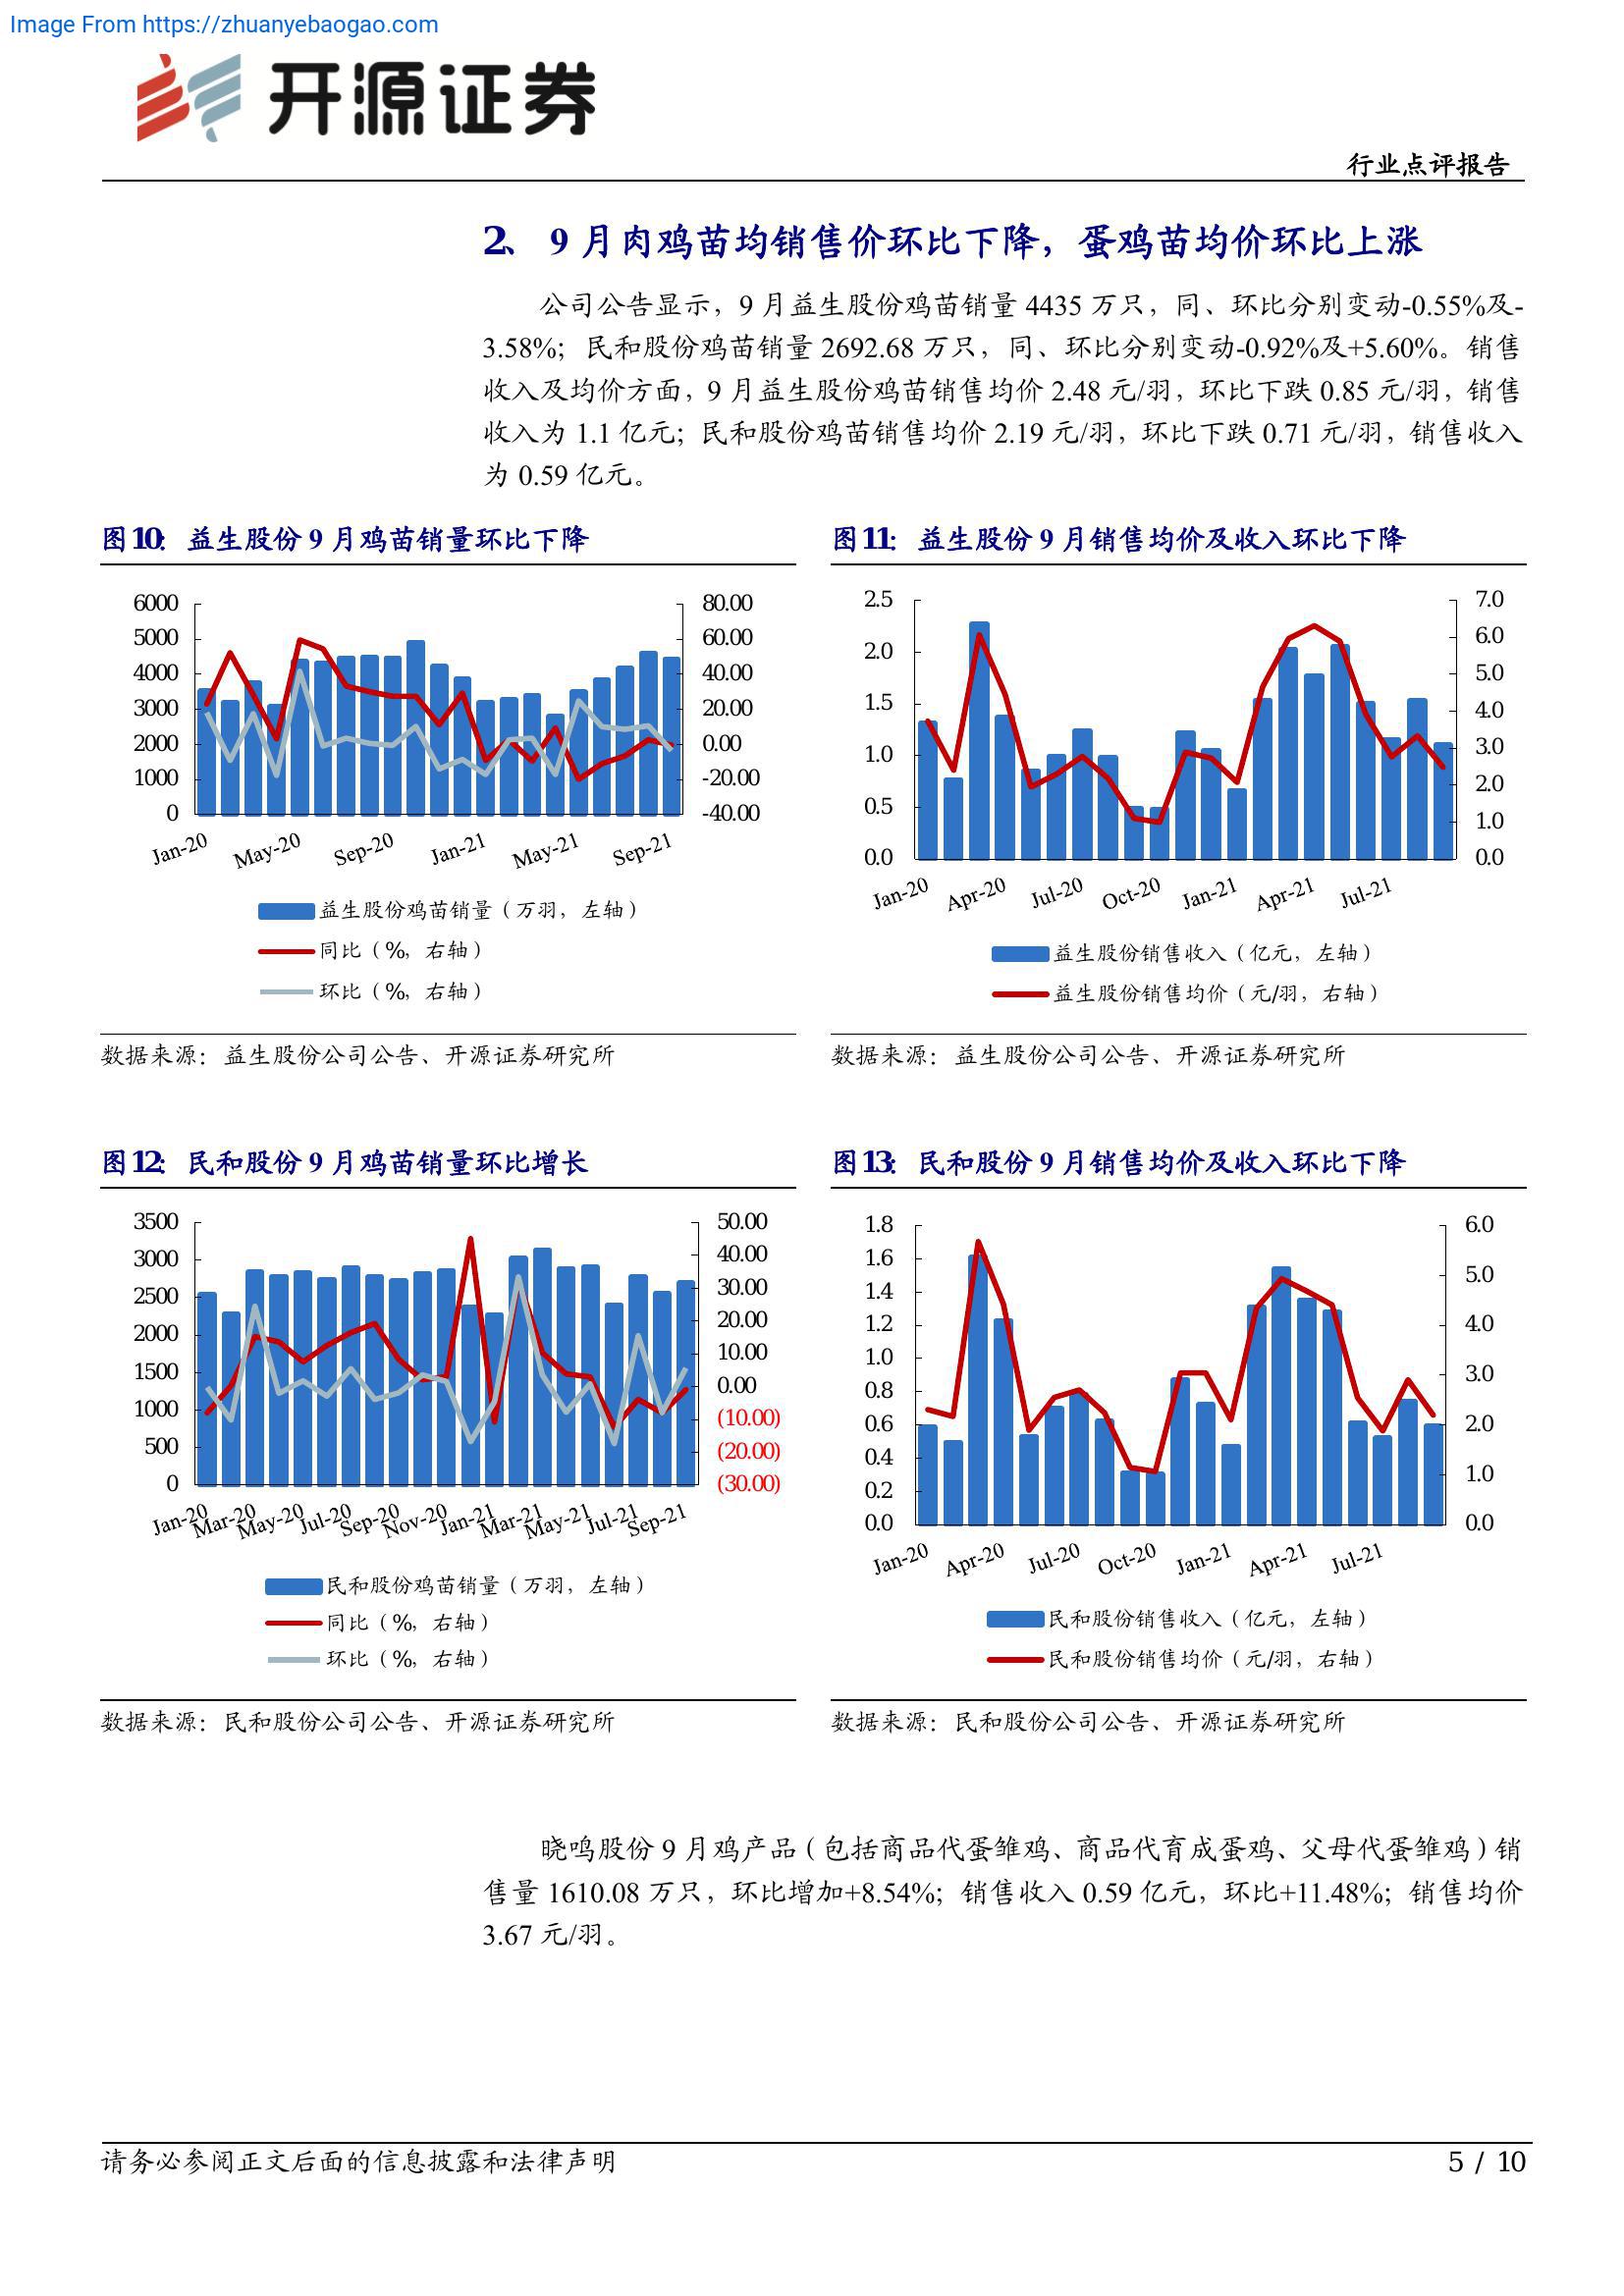 Image From https://zhuanyebaogao.com
开源证券
行业点评报告
2、 9 月肉鸡苗均销售价环比下降，蛋鸡苗均价环比上涨
公司公告显示，9 月益生股份鸡苗销量 4435 万只，同、环比分别变动-0.55%及-
3.58%；民和股份鸡苗销量 2692.68 万只，同、环比分别变动-0.92%及+5.60%。销售
收入及均价方面，9 月益生股份鸡苗销售均价 2.48 元/羽，环比下跌 0.85 元/羽，销售
收入为 1.1 亿元；民和股份鸡苗销售均价 2.19 元/羽，环比下跌 0.71 元/羽，销售收入
为 0.59 亿元。
图10：益生股份 9 月鸡苗销量环比下降
6000
5000
4000
3000
2000
1000
0
80.00
60.00
40.00
20.00
0.00
-20.00
-40.00
Jan-20 May-20 Sep-20 Jan-21 May-21 Sep-21
益生股份鸡苗销量（万羽，左轴）
同比（%，右轴）
环比（%，右轴）
数据来源：益生股份公司公告、开源证券研究所
图11：益生股份 9 月销售均价及收入环比下降
2.5
2.0
1.5
1.0
0.5
0.0
7.0
6.0
5.0
4.0
3.0
2.0
1.0
0.0
Jan-20 Apr-20 Jul-20 Oct-20 Jan-21 Apr-21 Jul-21
益生股份销售收入（亿元，左轴）
益生股份销售均价（元/羽，右轴）
数据来源：益生股份公司公告、开源证券研究所
图12：民和股份 9 月鸡苗销量环比增长
3500
3000
2500
2000
1500
1000
500
0
50.00
40.00
30.00
20.00
10.00
0.00
(10.00)
(20.00)
(30.00)
Jan-20 Mar-20 May-20 Jul-20 Sep-20 Nov-20 Jan-21 Mar-21 May-21 Jul-21 Sep-21
民和股份鸡苗销量（万羽，左轴）
同比（%，右轴）
环比（%，右轴）
数据来源：民和股份公司公告、开源证券研究所
图13：民和股份 9 月销售均价及收入环比下降
1.8
1.6
1.4
1.2
1.0
0.8
0.6
0.4
0.2
0.0
6.0
5.0
4.0
3.0
2.0
1.0
0.0
Jan-20 Apr-20 Jul-20 Oct-20 Jan-21 Apr-21 Jul-21
民和股份销售收入（亿元，左轴）
民和股份销售均价（元/羽，右轴）
数据来源：民和股份公司公告、开源证券研究所
晓鸣股份 9 月鸡产品（包括商品代蛋雏鸡、商品代育成蛋鸡、父母代蛋雏鸡）销
售量 1610.08 万只，环比增加+8.54%；销售收入 0.59 亿元，环比+11.48%；销售均价
3.67 元/羽。
请务必参阅正文后面的信息披露和法律声明
5 / 10